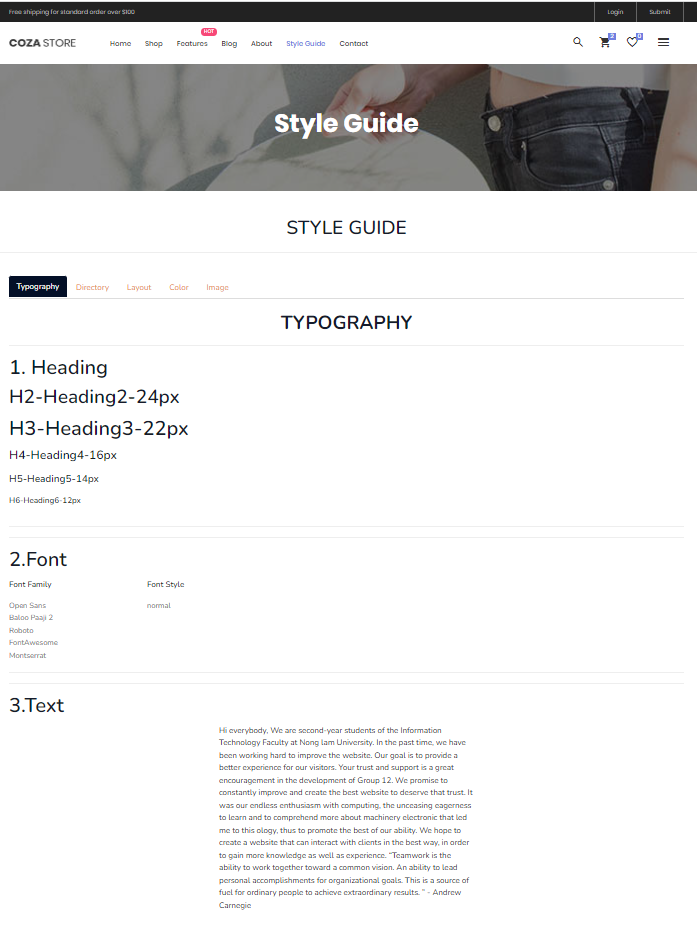 Free shipping for standard order over $100
Login
Submit
HOT
COZA STORE
Home
Shop
Features
Blog
About
Style Guide
Contact
2
0
Style Guide
STYLE GUIDE
Typography
Directory
Layout
Color
Image
TYPOGRAPHY
1. Heading
H2-Heading2-24px
H3-Heading3-22px
H4-Heading4-16px
H5-Heading5-14px
H6-Heading6-12px
2.Font
Font Family
Font Style
Open Sans
normal
Baloo Paaji 2
Roboto
FontAwesome
Montserrat
3.Text
Hi everybody, We are second-year students of the Information
Technology Faculty at Nong lam University. In the past time, we have
been working hard to improve the website. Our goal is to provide a
better experience for our visitors. Your trust and support is a great
encouragement in the development of Group 12. We promise to
constantly improve and create the best website to deserve that trust. It
was our endless enthusiasm with computing, the unceasing eagerness
to learn and to comprehend more about machinery electronic that led
me to this ology, thus to promote the best of our ability. We hope to
create a website that can interact with clients in the best way, in order
to gain more knowledge as well as experience. “Teamwork is the
ability to work together toward a common vision. An ability to lead
personal accomplishments for organizational goals. This is a source of
fuel for ordinary people to achieve extraordinary results. ” - Andrew
Carnegie